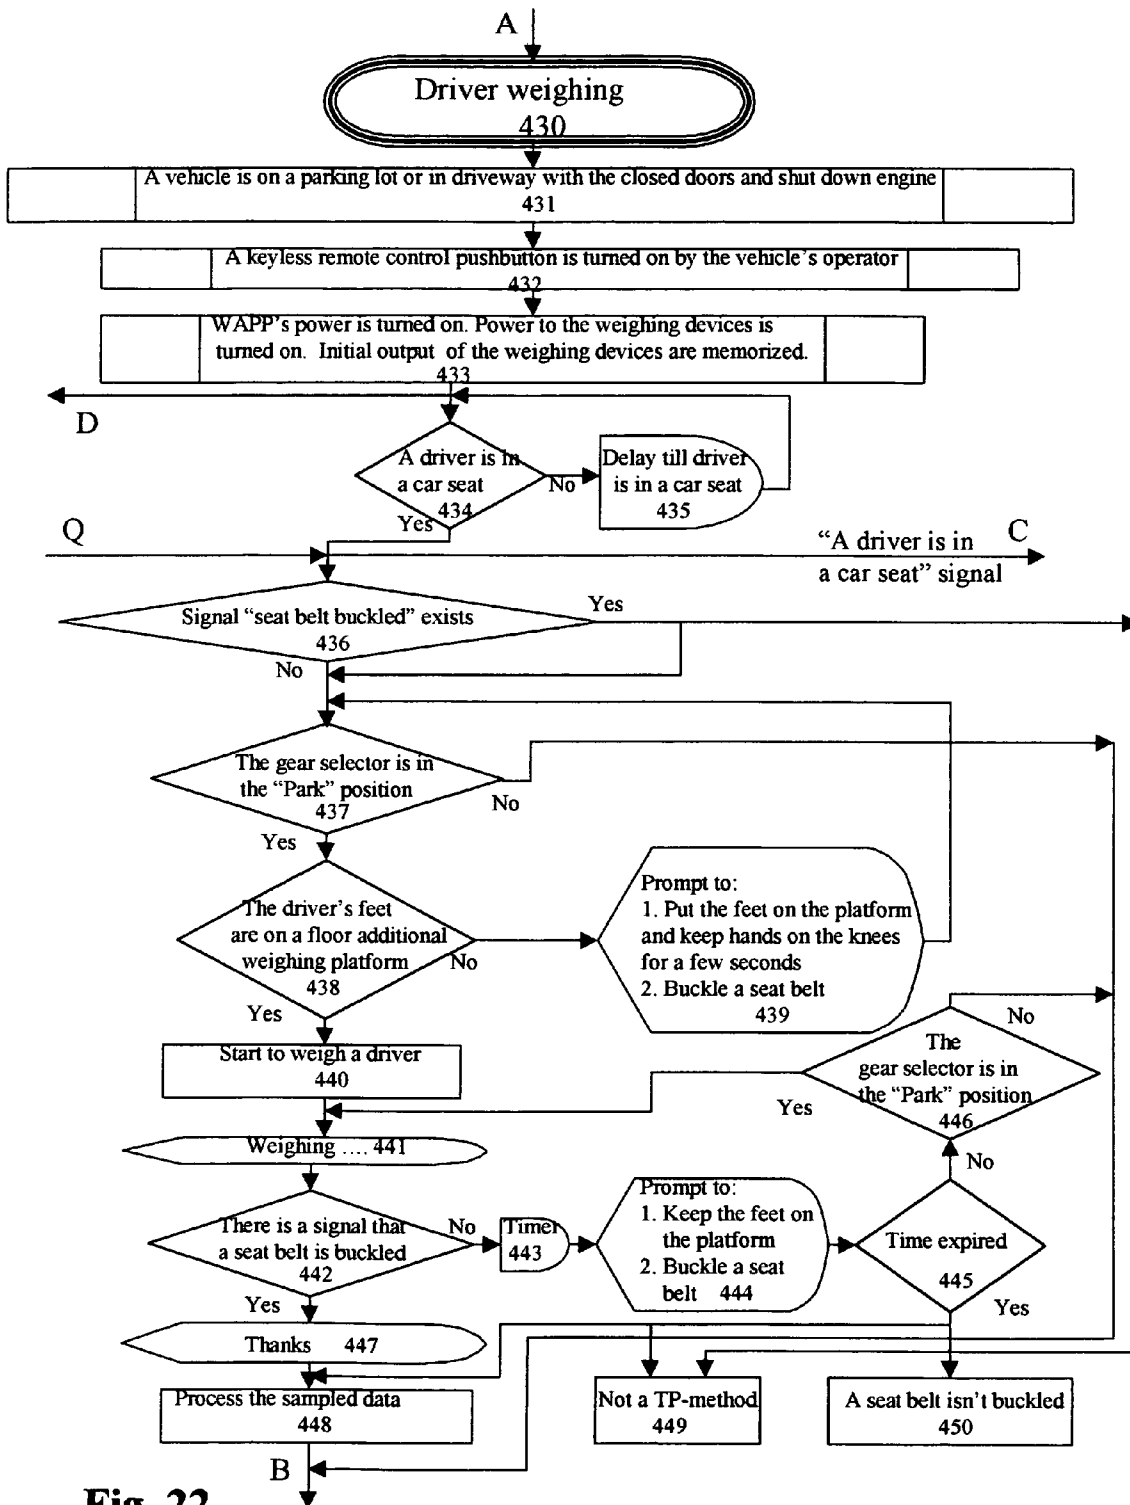 A
Driver weighing
430
A vehicle is on a parking lot or in driveway with the closed doors and shut down engine
431
A keyless remote control pushbutton is turned on by the vehicle's operator
432
WAPP's power is turned on. Power to the weighing devices is
turned on. Initial output of the weighing devices are memorized.
433
D
A driver is in
a car seat
434
No
Delay till driver
is in a car seat
435
Yes
Q
"A driver is in
a car seat" signal
C
Signal "seat belt buckled" exists
436
Yes
No
The gear selector is in
the "Park" position
437
No
Yes
The driver's feet
are on a floor additional
weighing platform
438
No
Prompt to:
1. Put the feet on the platform
and keep hands on the knees
for a few seconds
2. Buckle a seat belt
439
Yes
Start to weigh a driver
440
No
The
gear selector is in
the "Park" position
446
Yes
Weighing .... 441
No
There is a signal that
a seat belt is buckled
442
No
Timer
443
Prompt to:
1. Keep the feet on
the platform
2. Buckle a seat
belt 444
Time expired
445
Yes
Yes
Thanks 447
Process the sampled data
448
Not a TP-method
449
A seat belt isn't buckled
450
B
Fig. 22